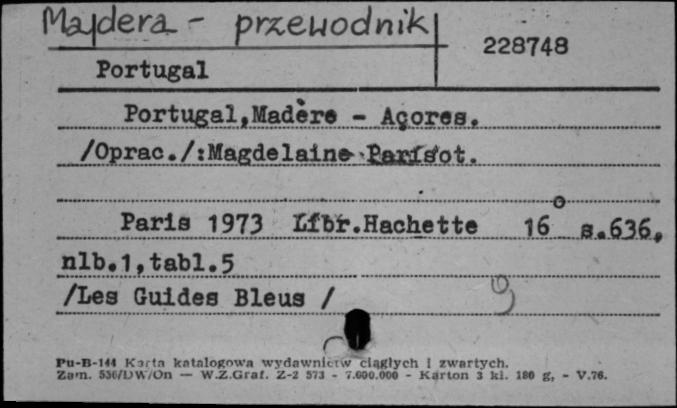 Majdera - przewodnik
228748
Portugal
Portugal, Madère - Açores.
/Oprac./:Magdelaine Parisot.
Paris 1973 Libr.Hachette 16° s.636,
nlb.1,tabl.5
/Les Guides Bleus /
g
Pu-B-144 Karta katalogowa wydawnictw ciągłych i zwartych.
Zam. 536/DW/On — W.Z.Graf. Z-2 573 - 7.000.000 - Karton 3 kl. 180 g, - V.76.